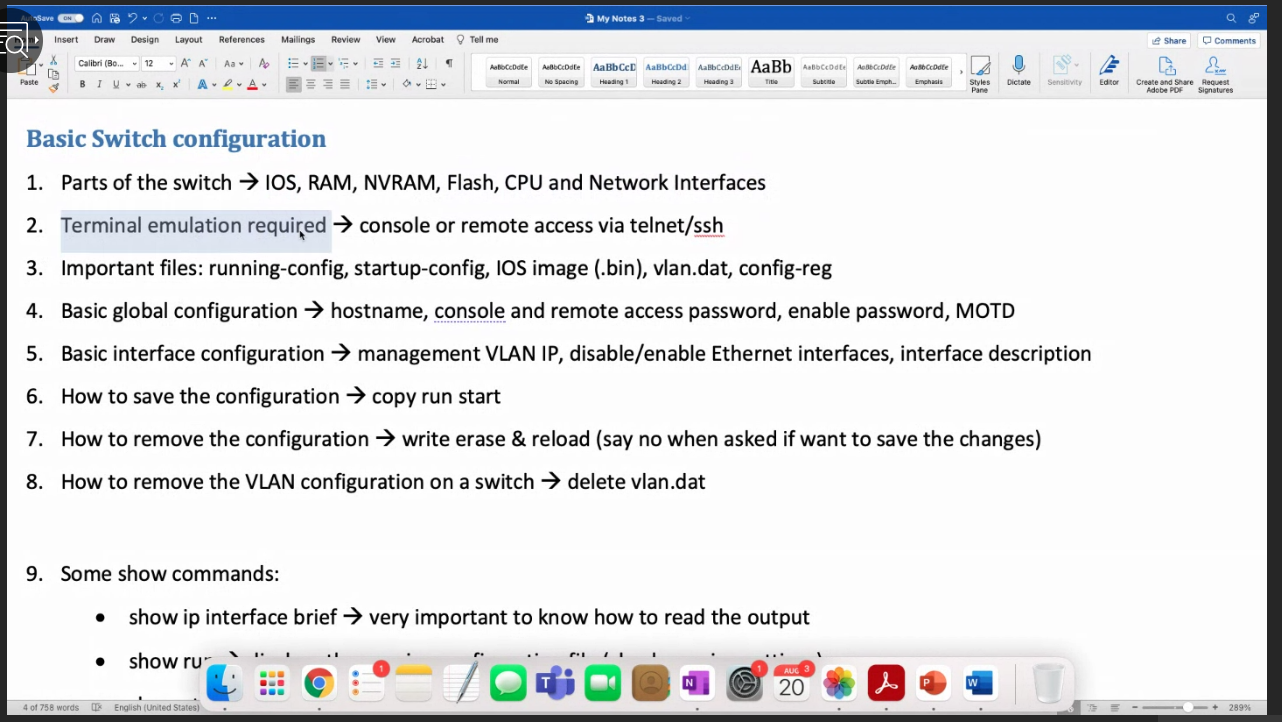 AutoSave ON
My Notes 3 — Saved
Insert Draw Design Layout References Mailings Review View Acrobat Tell me
Share Comments
Calibri (Bo... 12
Paste
AaBbCcDdEe Normal
AaBbCcDdEe No Spacing
AaBbCcD Heading 1
AaBbCcDd Heading 2
AaBbCcDdE Heading 3
AaBb Title
AaBbCcDdE Subtitle
AaBbCcDdEe Subtle Emph...
AaBbCcDdEe Emphasis
Styles Pane
Dictate
Sensitivity
Editor
Create and Share Adobe PDF
Request Signatures
Basic Switch configuration
1. Parts of the switch → IOS, RAM, NVRAM, Flash, CPU and Network Interfaces
2. Terminal emulation required → console or remote access via telnet/ssh
3. Important files: running-config, startup-config, IOS image (.bin), vlan.dat, config-reg
4. Basic global configuration → hostname, console and remote access password, enable password, MOTD
5. Basic interface configuration → management VLAN IP, disable/enable Ethernet interfaces, interface description
6. How to save the configuration → copy run start
7. How to remove the configuration → write erase & reload (say no when asked if want to save the changes)
8. How to remove the VLAN configuration on a switch → delete vlan.dat
9. Some show commands:
• show ip interface brief → very important to know how to read the output
• show run
AUG 3
20
1
1
4 of 758 words English (United States)
289%